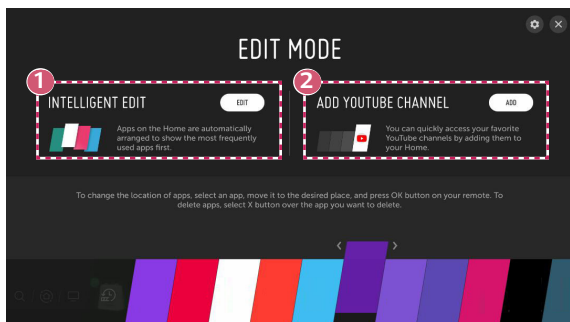 EDIT MODE
1
INTELLIGENT EDIT
EDIT
Apps on the Home are automatically
arranged to show the most frequently
used apps first.
2
ADD YOUTUBE CHANNEL
ADD
You can quickly access your favorite
YouTube channels by adding them to
your Home.
To change the location of apps, select an app, move it to the desired place, and press OK button on your remote. To
delete apps, select X button over the app you want to delete.